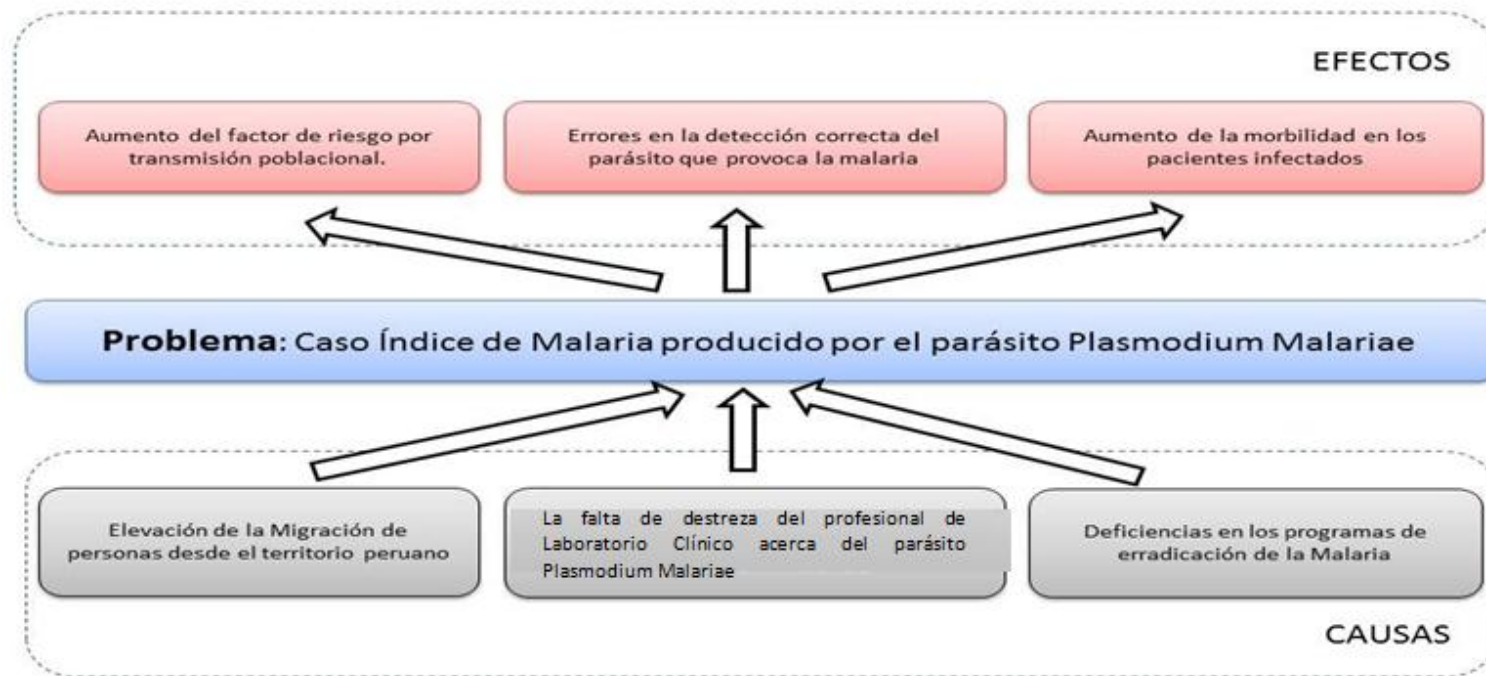 EFECTOS
Aumento del factor de riesgo por
transmisión poblacional.
Errores en la detección correcta del
parásito que provoca la malaria
Aumento de la morbilidad en los
pacientes infectados
Problema: Caso Índice de Malaria producido por el parásito Plasmodium Malariae
Elevación de la Migración de
personas desde el territorio peruano
La falta de destreza del profesional de
Laboratorio Clínico acerca del parásito
Plasmodium Malariae
Deficiencias en los programas de
erradicación de la Malaria
CAUSAS